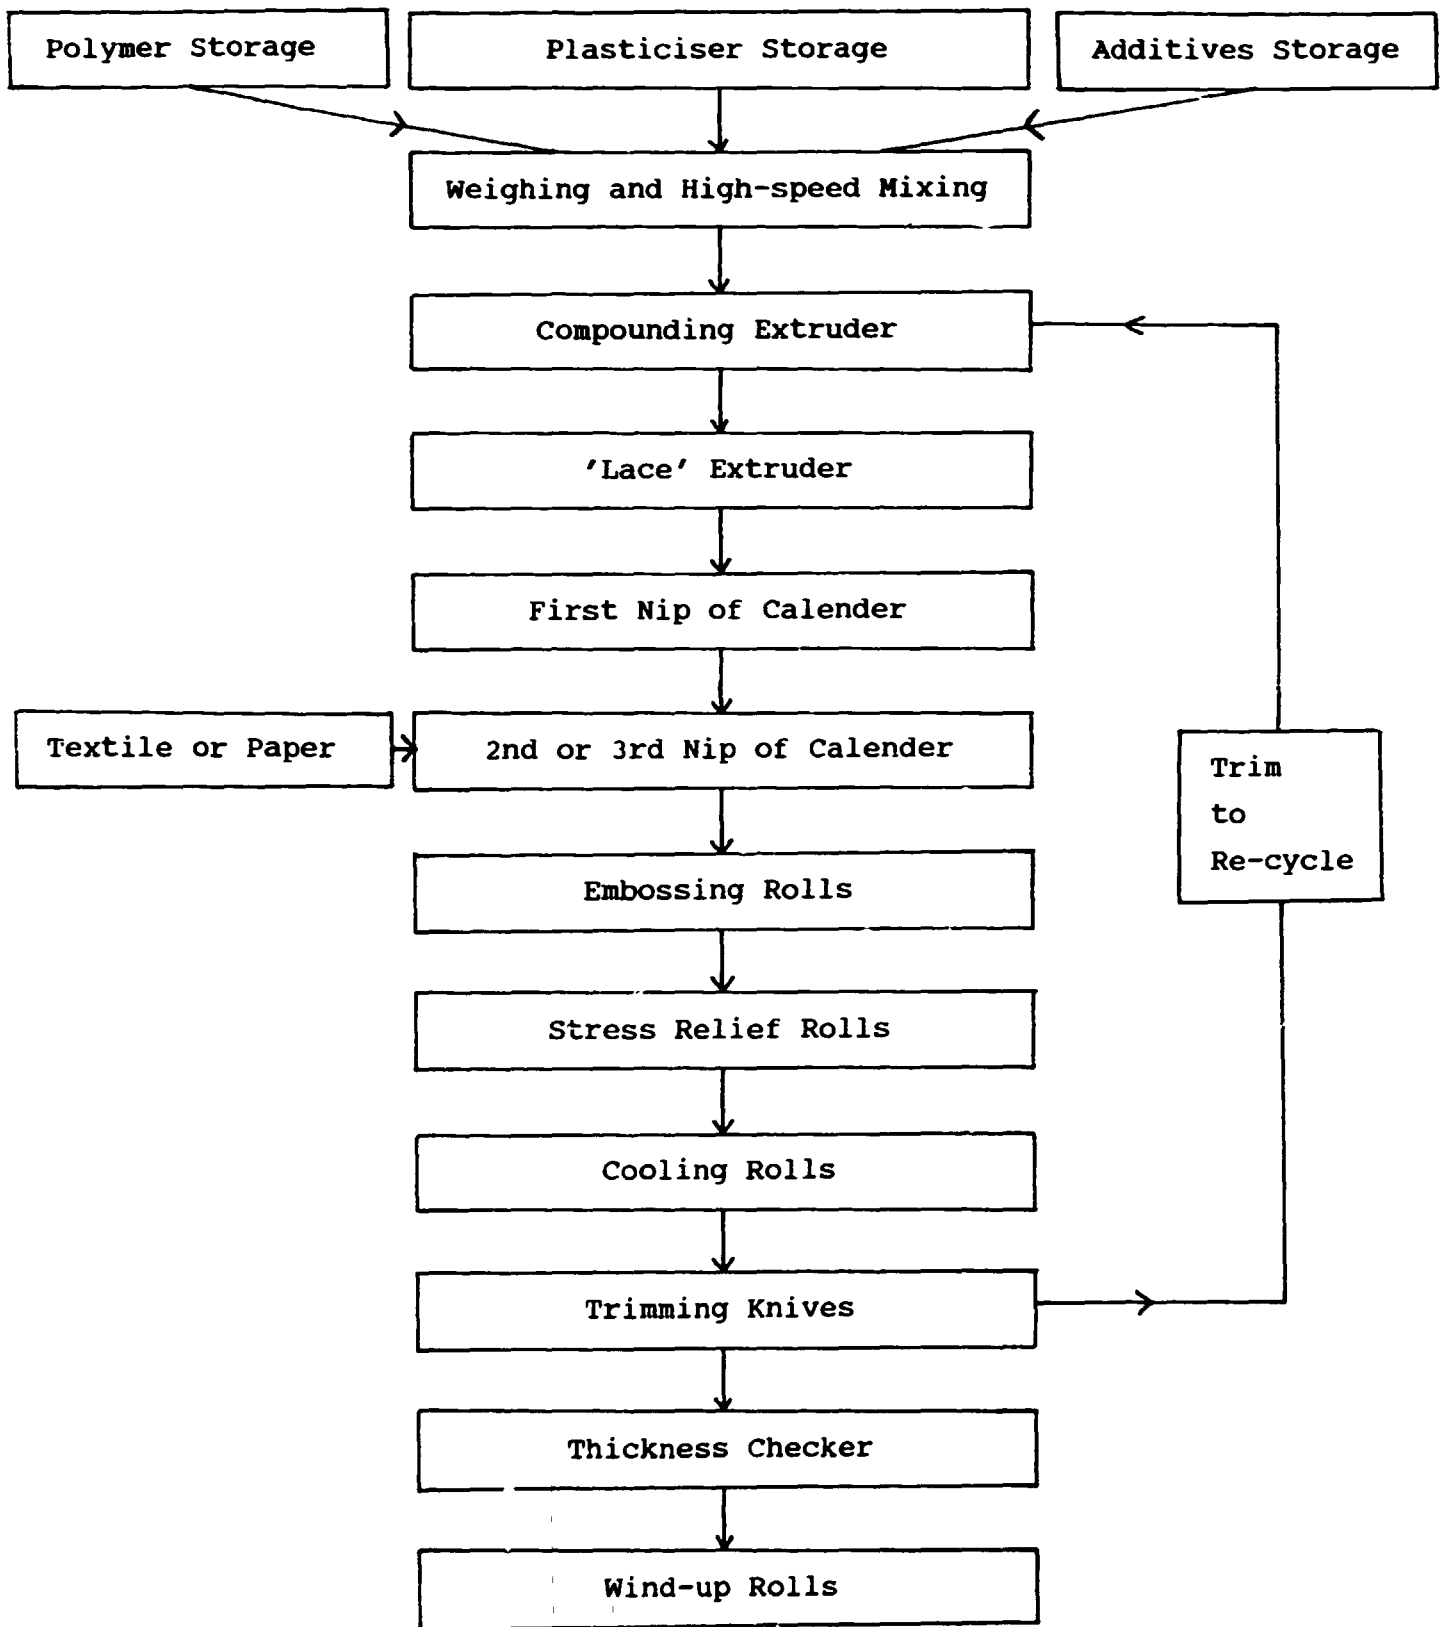 Polymer Storage
Plasticiser Storage
Additives Storage
Weighing and High-speed Mixing
Compounding Extruder
'Lace' Extruder
First Nip of Calender
Textile or Paper
2nd or 3rd Nip of Calender
Trim
to
Re-cycle
Embossing Rolls
Stress Relief Rolls
Cooling Rolls
Trimming Knives
Thickness Checker
Wind-up Rolls